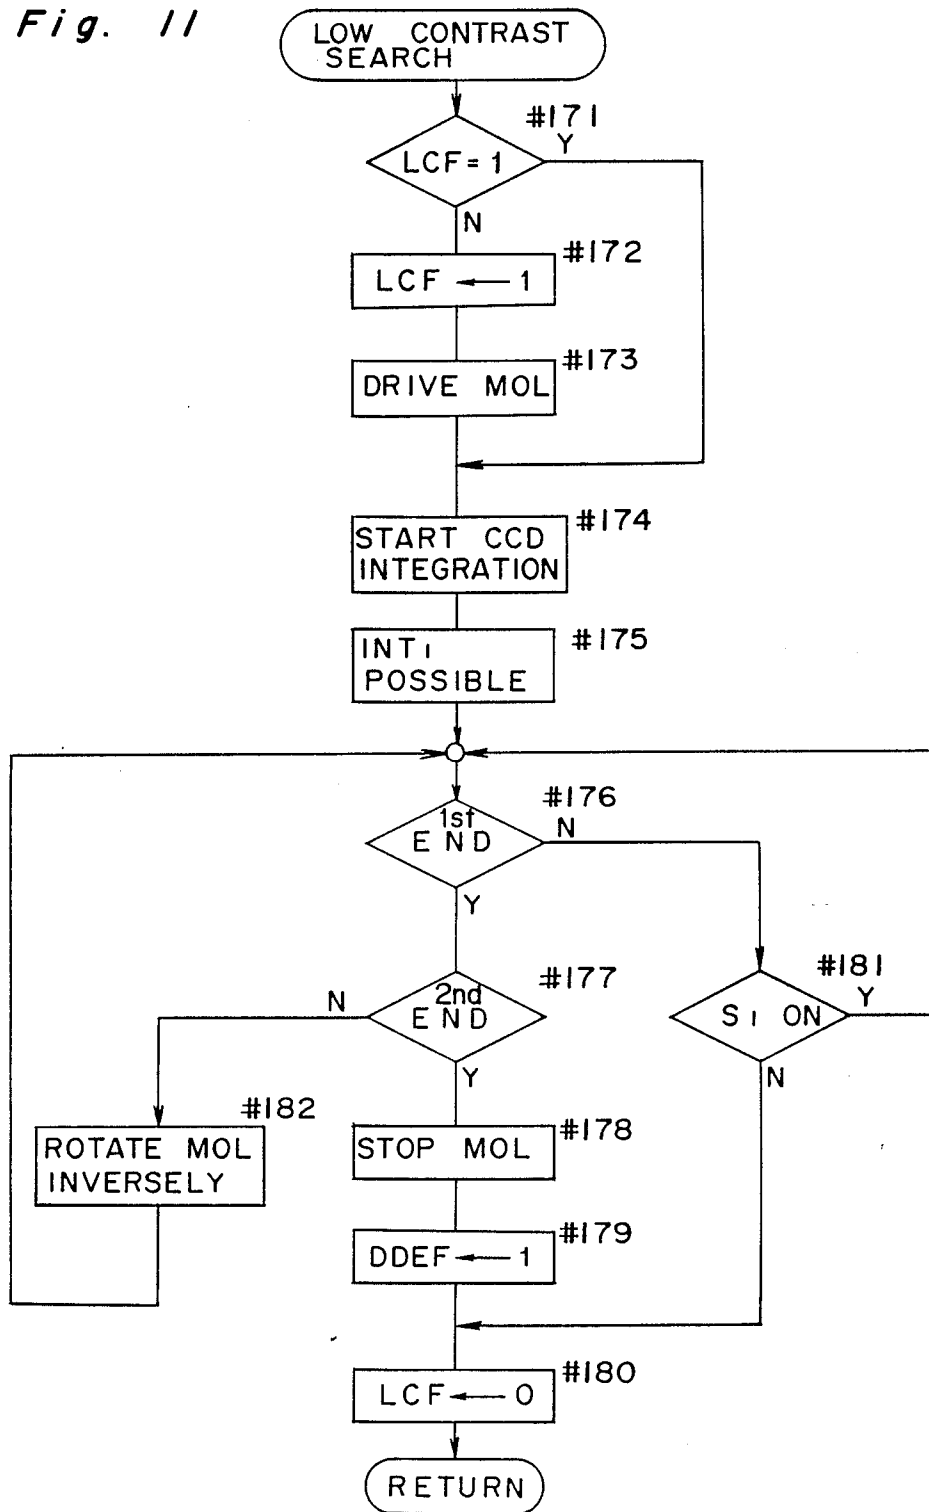 Fig. 11
LOW CONTRAST
SEARCH
#171
Y
LCF = 1
N
#172
LCF ← 1
#173
DRIVE MOL
#174
START CCD
INTEGRATION
#175
INT1
POSSIBLE
#176
1st
END
N
Y
#177
2nd
END
N
Y
#181
S1 ON
Y
N
#182
ROTATE MOL
INVERSELY
#178
STOP MOL
#179
DDEF ← 1
#180
LCF ← 0
RETURN